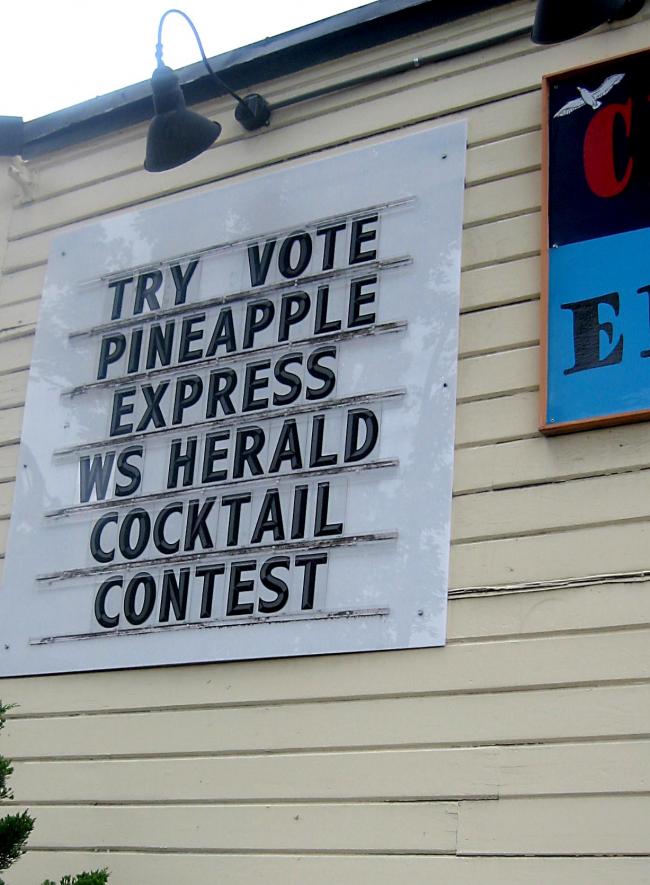 TRY VOTE
PINEAPPLE
EXPRESS
WS HERALD
COCKTAIL
CONTEST
C
E